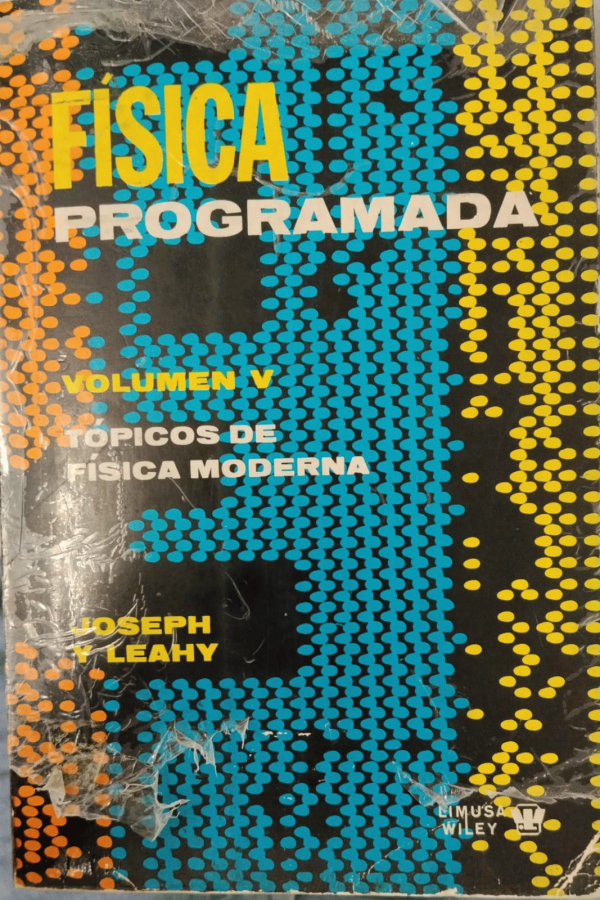 FÍSICA
PROGRAMADA
VOLUMEN V
TÓPICOS DE
FÍSICA MODERNA
JOSEPH
Y LEAHY
LIMUSA
WILEY